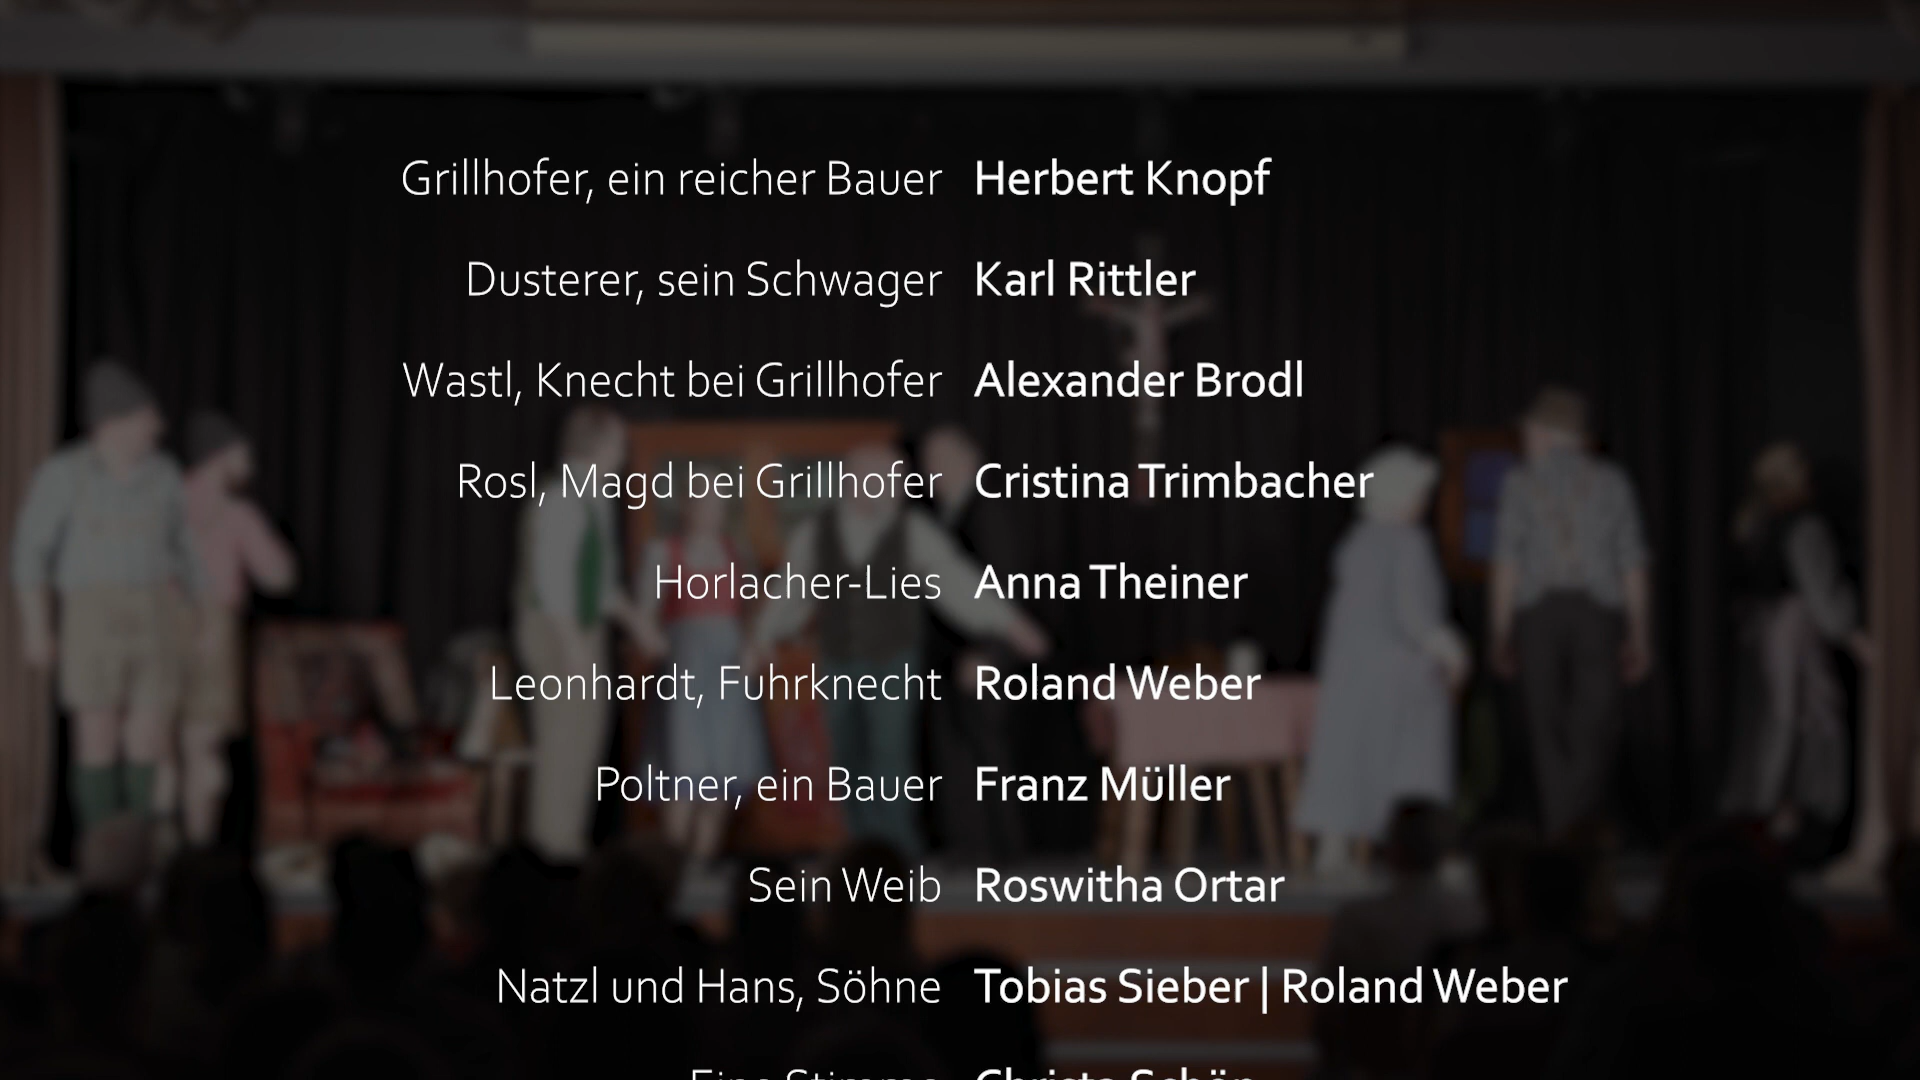 Grillhofer, ein reicher Bauer Herbert Knopf
Dusterer, sein Schwager Karl Rittler
Wastl, Knecht bei Grillhofer Alexander Brodl
Rosl, Magd bei Grillhofer Cristina Trimbacher
Horlacher-Lies Anna Theiner
Leonhardt, Fuhrknecht Roland Weber
Poltner, ein Bauer Franz Müller
Sein Weib Roswitha Ortar
Natzl und Hans, Söhne Tobias Sieber | Roland Weber